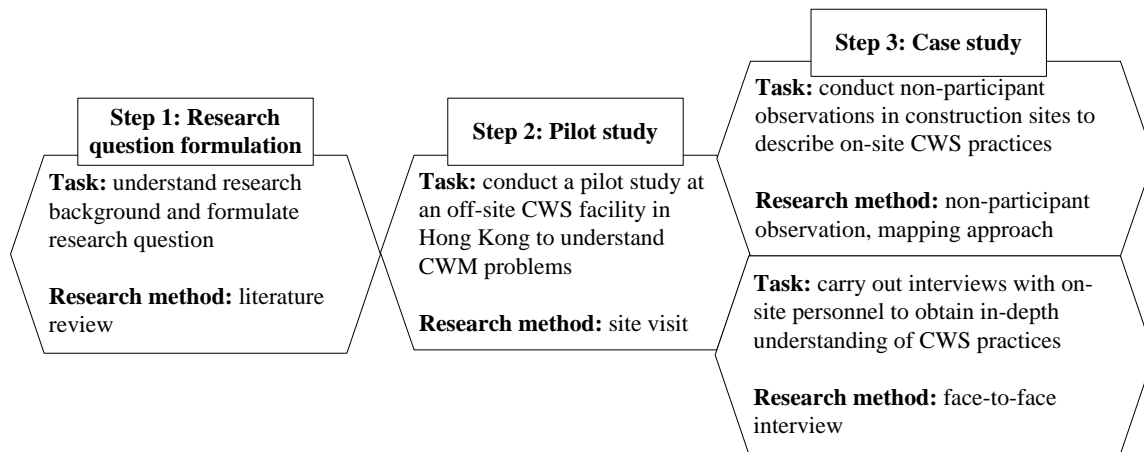 Step 1: Research
question formulation
Task: understand research
background and formulate
research question
Research method: literature
review
Step 2: Pilot study
Task: conduct a pilot study at
an off-site CWS facility in
Hong Kong to understand
CWM problems
Research method: site visit
Step 3: Case study
Task: conduct non-participant
observations in construction sites to
describe on-site CWS practices
Research method: non-participant
observation, mapping approach
Task: carry out interviews with on-
site personnel to obtain in-depth
understanding of CWS practices
Research method: face-to-face
interview